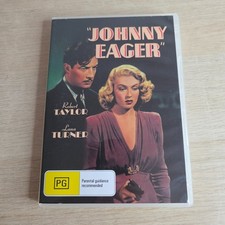 "JOHNNY
EAGER"
Robert
TAYLOR
Lana
TURNER
PG
Parental guidance
recommended